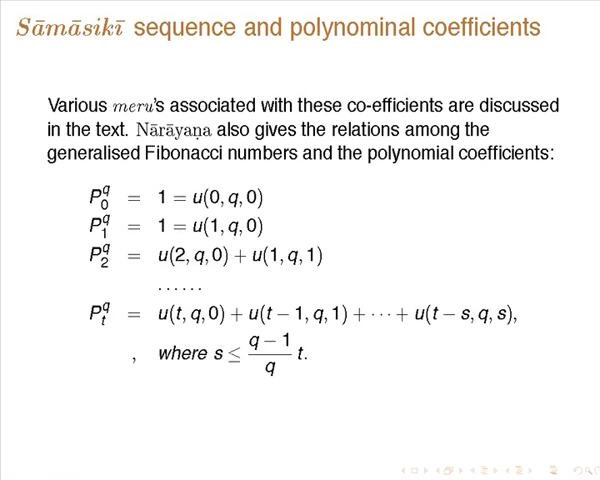 Sāmāsikī sequence and polynominal coefficients
Various meru's associated with these co-efficients are discussed
in the text. Nārāyaṇa also gives the relations among the
generalised Fibonacci numbers and the polynomial coefficients:
P_0^q = 1 = u(0, q, 0)
P_1^q = 1 = u(1, q, 0)
P_2^q = u(2, q, 0) + u(1, q, 1)
......
P_t^q = u(t, q, 0) + u(t − 1, q, 1) + ⋯ + u(t − s, q, s),
, where s ≤ \frac{q − 1}{q} t.